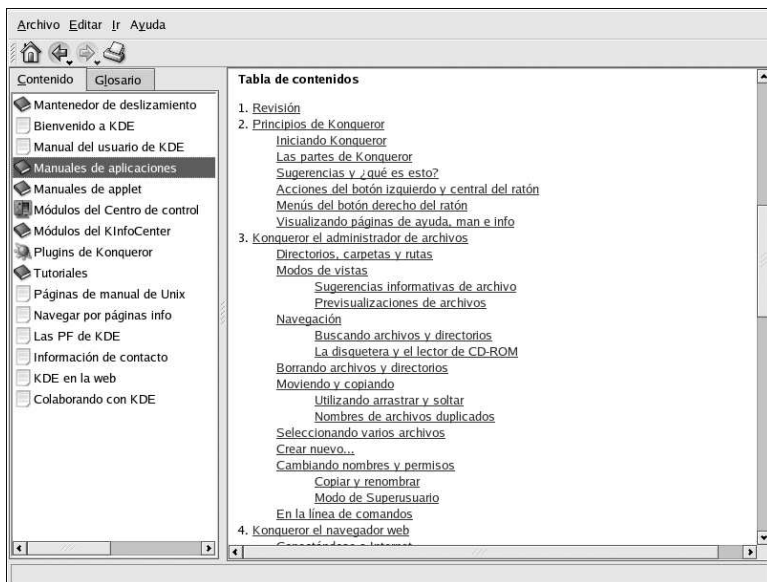 Archivo Editar Ir Ayuda
Contenido Glosario
Mantenedor de deslizamiento
Bienvenido a KDE
Manual del usuario de KDE
Manuales de aplicaciones
Manuales de applet
Módulos del Centro de control
Módulos del KInfoCenter
Plugins de Konqueror
Tutoriales
Páginas de manual de Unix
Navegar por páginas info
Las PF de KDE
Información de contacto
KDE en la web
Colaborando con KDE
Tabla de contenidos
1. Revisión
2. Principios de Konqueror
Iniciando Konqueror
Las partes de Konqueror
Sugerencias y ¿qué es esto?
Acciones del botón izquierdo y central del ratón
Menús del botón derecho del ratón
Visualizando páginas de ayuda, man e info
3. Konqueror el administrador de archivos
Directorios, carpetas y rutas
Modos de vistas
Sugerencias informativas de archivo
Previsualizaciones de archivos
Navegación
Buscando archivos y directorios
La disquetera y el lector de CD-ROM
Borrando archivos y directorios
Moviendo y copiando
Utilizando arrastrar y soltar
Nombres de archivos duplicados
Seleccionando varios archivos
Crear nuevo...
Cambiando nombres y permisos
Copiar y renombrar
Modo de Superusuario
En la línea de comandos
4. Konqueror el navegador web